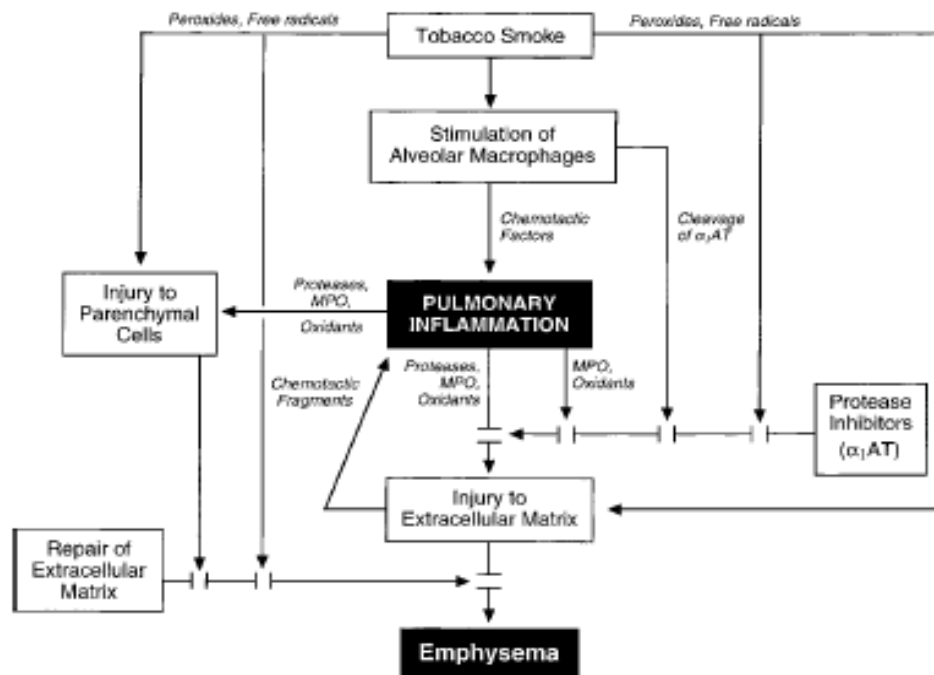 Peroxides, Free radicals
Tobacco Smoke
Peroxides, Free radicals
Stimulation of
Alveolar Macrophages
Chemotactic
Factors
Cleavage
of α₁AT
Injury to
Parenchymal
Cells
Proteases,
MPO,
Oxidants
PULMONARY
INFLAMMATION
Chemotactic
Fragments
Proteases,
MPO,
Oxidants
MPO,
Oxidants
Protease
Inhibitors
(α₁AT)
Injury to
Extracellular Matrix
Repair of
Extracellular
Matrix
Emphysema